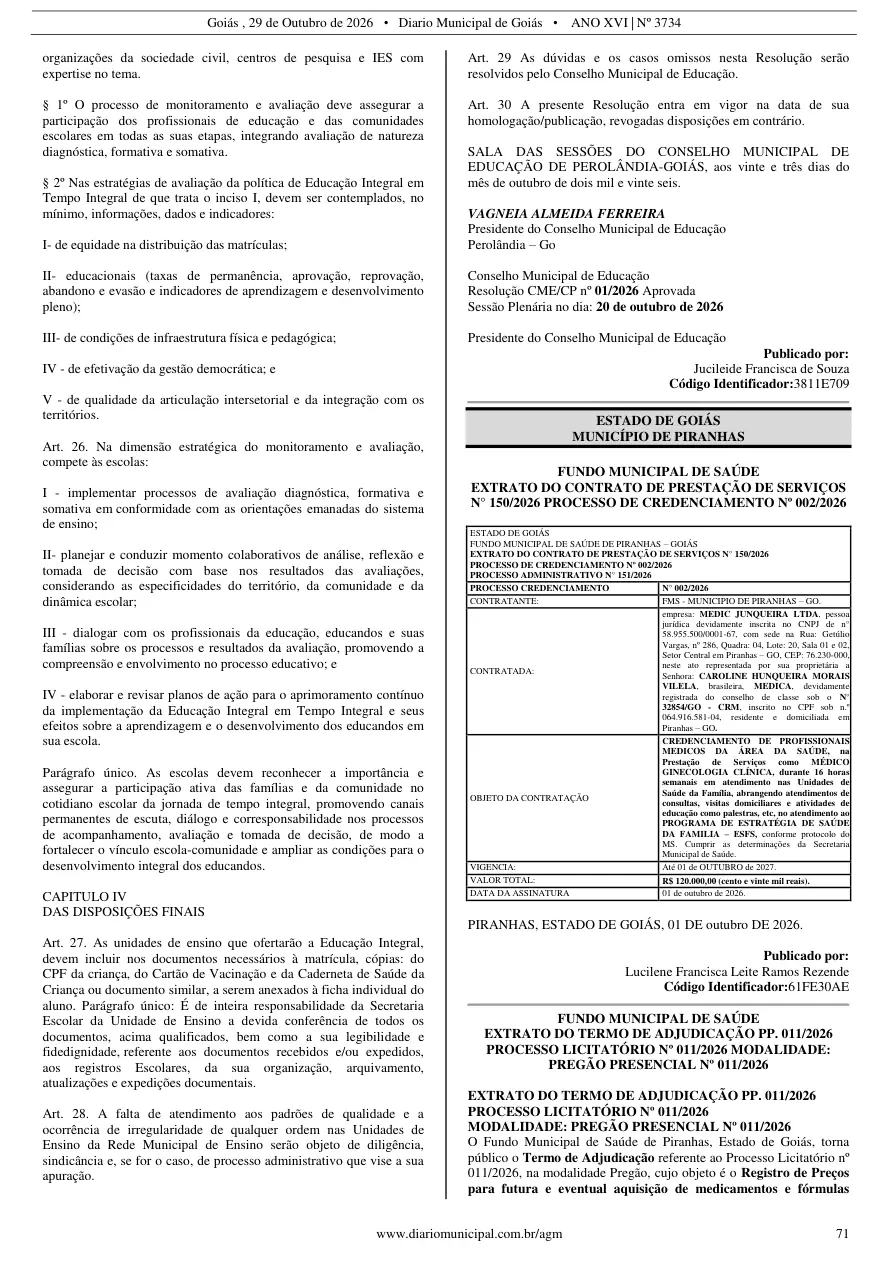 Goiás , 29 de Outubro de 2026 • Diario Municipal de Goiás • ANO XVI | Nº 3734
organizações da sociedade civil, centros de pesquisa e IES com
expertise no tema.
§ 1º O processo de monitoramento e avaliação deve assegurar a
participação dos profissionais de educação e das comunidades
escolares em todas as suas etapas, integrando avaliação de natureza
diagnóstica, formativa e somativa.
§ 2º Nas estratégias de avaliação da política de Educação Integral em
Tempo Integral de que trata o inciso I, devem ser contemplados, no
mínimo, informações, dados e indicadores:
I- de equidade na distribuição das matrículas;
II- educacionais (taxas de permanência, aprovação, reprovação,
abandono e evasão e indicadores de aprendizagem e desenvolvimento
pleno);
III- de condições de infraestrutura física e pedagógica;
IV - de efetivação da gestão democrática; e
V - de qualidade da articulação intersetorial e da integração com os
territórios.
Art. 26. Na dimensão estratégica do monitoramento e avaliação,
compete às escolas:
I - implementar processos de avaliação diagnóstica, formativa e
somativa em conformidade com as orientações emanadas do sistema
de ensino;
II- planejar e conduzir momento colaborativos de análise, reflexão e
tomada de decisão com base nos resultados das avaliações,
considerando as especificidades do território, da comunidade e da
dinâmica escolar;
III - dialogar com os profissionais da educação, educandos e suas
famílias sobre os processos e resultados da avaliação, promovendo a
compreensão e envolvimento no processo educativo; e
IV - elaborar e revisar planos de ação para o aprimoramento contínuo
da implementação da Educação Integral em Tempo Integral e seus
efeitos sobre a aprendizagem e o desenvolvimento dos educandos em
sua escola.
Parágrafo único. As escolas devem reconhecer a importância e
assegurar a participação ativa das famílias e da comunidade no
cotidiano escolar da jornada de tempo integral, promovendo canais
permanentes de escuta, diálogo e corresponsabilidade nos processos
de acompanhamento, avaliação e tomada de decisão, de modo a
fortalecer o vínculo escola-comunidade e ampliar as condições para o
desenvolvimento integral dos educandos.
CAPITULO IV
DAS DISPOSIÇÕES FINAIS
Art. 27. As unidades de ensino que ofertarão a Educação Integral,
devem incluir nos documentos necessários à matrícula, cópias: do
CPF da criança, do Cartão de Vacinação e da Caderneta de Saúde da
Criança ou documento similar, a serem anexados à ficha individual do
aluno. Parágrafo único: É de inteira responsabilidade da Secretaria
Escolar da Unidade de Ensino a devida conferência de todos os
documentos, acima qualificados, bem como a sua legibilidade e
fidedignidade, referente aos documentos recebidos e/ou expedidos,
aos registros Escolares, da sua organização, arquivamento,
atualizações e expedições documentais.
Art. 28. A falta de atendimento aos padrões de qualidade e a
ocorrência de irregularidade de qualquer ordem nas Unidades de
Ensino da Rede Municipal de Ensino serão objeto de diligência,
sindicância e, se for o caso, de processo administrativo que vise a sua
apuração.
Art. 29 As dúvidas e os casos omissos nesta Resolução serão
resolvidos pelo Conselho Municipal de Educação.
Art. 30 A presente Resolução entra em vigor na data de sua
homologação/publicação, revogadas disposições em contrário.
SALA DAS SESSÕES DO CONSELHO MUNICIPAL DE
EDUCAÇÃO DE PEROLÂNDIA-GOIÁS, aos vinte e três dias do
mês de outubro de dois mil e vinte seis.
VAGNEIA ALMEIDA FERREIRA
Presidente do Conselho Municipal de Educação
Perolândia – Go
Conselho Municipal de Educação
Resolução CME/CP nº 01/2026 Aprovada
Sessão Plenária no dia: 20 de outubro de 2026
Presidente do Conselho Municipal de Educação
Publicado por:
Jucileide Francisca de Souza
Código Identificador:3811E709
ESTADO DE GOIÁS
MUNICÍPIO DE PIRANHAS
FUNDO MUNICIPAL DE SAÚDE
EXTRATO DO CONTRATO DE PRESTAÇÃO DE SERVIÇOS
N° 150/2026 PROCESSO DE CREDENCIAMENTO Nº 002/2026
ESTADO DE GOIÁS
FUNDO MUNICIPAL DE SAÚDE DE PIRANHAS – GOIÁS
EXTRATO DO CONTRATO DE PRESTAÇÃO DE SERVIÇOS N° 150/2026
PROCESSO DE CREDENCIAMENTO Nº 002/2026
PROCESSO ADMINISTRATIVO N° 151/2026
PROCESSO CREDENCIAMENTO N° 002/2026
CONTRATANTE: FMS - MUNICIPIO DE PIRANHAS – GO.
CONTRATADA:
empresa: MEDIC JUNQUEIRA LTDA, pessoa
jurídica devidamente inscrita no CNPJ de n°
58.955.500/0001-67, com sede na Rua: Getúlio
Vargas, nº 286, Quadra: 04, Lote: 20, Sala 01 e 02,
Setor Central em Piranhas – GO, CEP: 76.230-000,
neste ato representada por sua proprietária a
Senhora: CAROLINE HUNQUEIRA MORAIS
VILELA, brasileira, MEDICA, devidamente
registrada do conselho de classe sob o N°
32854/GO - CRM, inscrito no CPF sob n.º
064.916.581-04, residente e domiciliada em
Piranhas – GO.
OBJETO DA CONTRATAÇÃO
CREDENCIAMENTO DE PROFISSIONAIS
MEDICOS DA ÁREA DA SAÚDE, na
Prestação de Serviços como MÉDICO
GINECOLOGIA CLÍNICA, durante 16 horas
semanais em atendimento nas Unidades de
Saúde da Família, abrangendo atendimentos de
consultas, visitas domiciliares e atividades de
educação como palestras, etc, no atendimento ao
PROGRAMA DE ESTRATÉGIA DE SAÚDE
DA FAMILIA – ESFS, conforme protocolo do
MS. Cumprir as determinações da Secretaria
Municipal de Saúde.
VIGENCIA: Até 01 de OUTUBRO de 2027.
VALOR TOTAL: R$ 120.000,00 (cento e vinte mil reais).
DATA DA ASSINATURA 01 de outubro de 2026.
PIRANHAS, ESTADO DE GOIÁS, 01 DE outubro DE 2026.
Publicado por:
Lucilene Francisca Leite Ramos Rezende
Código Identificador:61FE30AE
FUNDO MUNICIPAL DE SAÚDE
EXTRATO DO TERMO DE ADJUDICAÇÃO PP. 011/2026
PROCESSO LICITATÓRIO Nº 011/2026 MODALIDADE:
PREGÃO PRESENCIAL Nº 011/2026
EXTRATO DO TERMO DE ADJUDICAÇÃO PP. 011/2026
PROCESSO LICITATÓRIO Nº 011/2026
MODALIDADE: PREGÃO PRESENCIAL Nº 011/2026
O Fundo Municipal de Saúde de Piranhas, Estado de Goiás, torna
público o Termo de Adjudicação referente ao Processo Licitatório nº
011/2026, na modalidade Pregão, cujo objeto é o Registro de Preços
para futura e eventual aquisição de medicamentos e fórmulas
www.diariomunicipal.com.br/agm 71